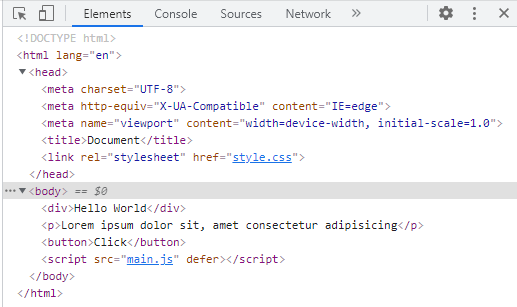 Elements Console Sources Network »
<!DOCTYPE html>
<html lang="en">
<head>
<meta charset="UTF-8">
<meta http-equiv="X-UA-Compatible" content="IE=edge">
<meta name="viewport" content="width=device-width, initial-scale=1.0">
<title>Document</title>
<link rel="stylesheet" href="style.css">
</head>
<body> == $0
<div>Hello World</div>
<p>Lorem ipsum dolor sit, amet consectetur adipisicing</p>
<button>Click</button>
<script src="main.js" defer></script>
</body>
</html>